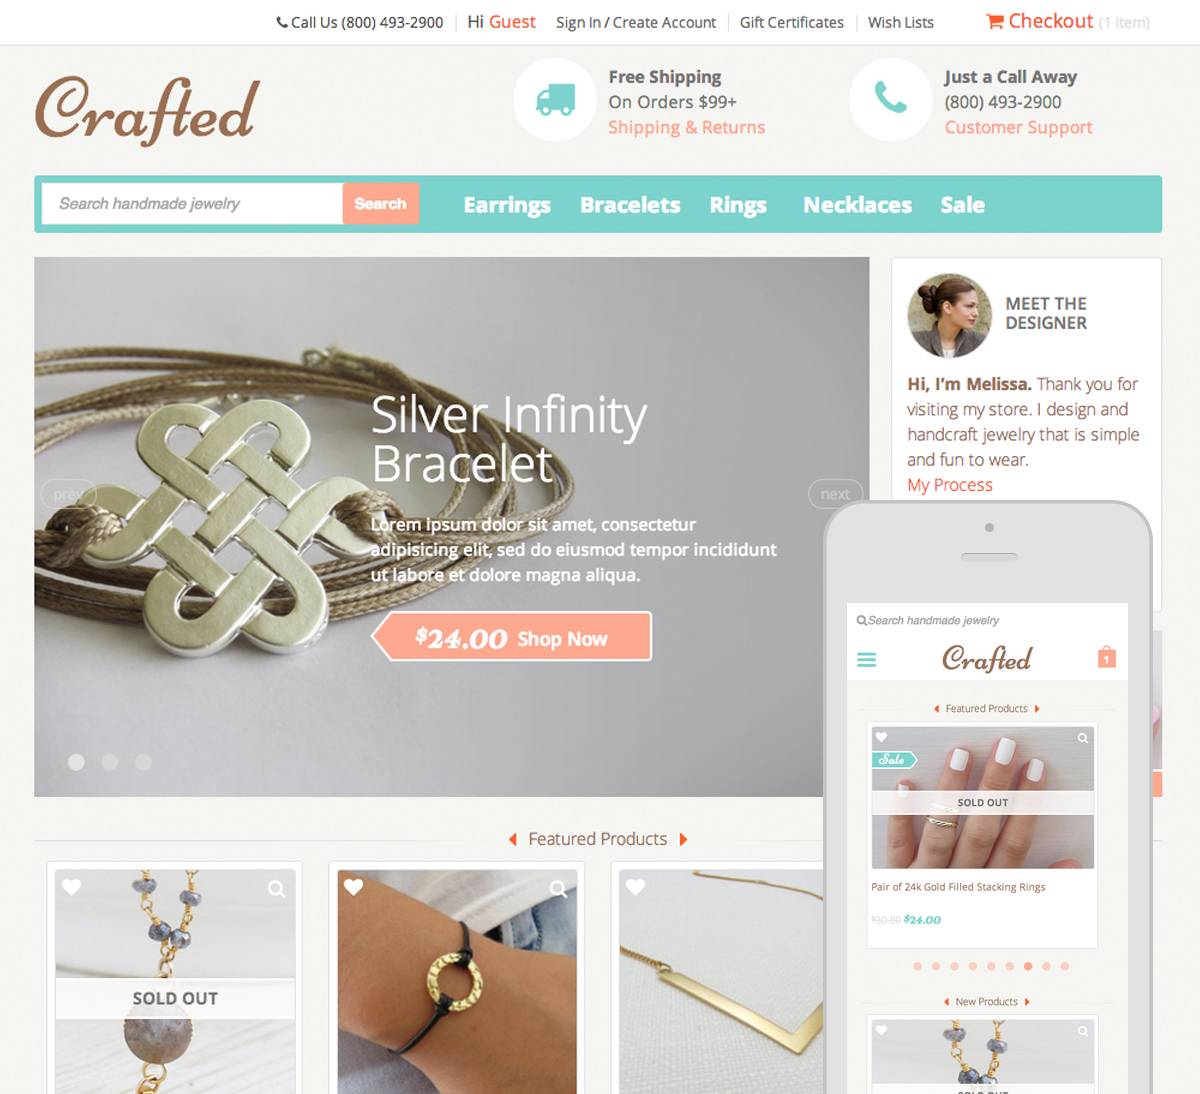 Call Us (800) 493-2900
Hi Guest
Sign In / Create Account
Gift Certificates
Wish Lists
Checkout (1 item)
Crafted
Free Shipping
On Orders $99+
Shipping & Returns
Just a Call Away
(800) 493-2900
Customer Support
Search handmade jewelry
Search
Earrings
Bracelets
Rings
Necklaces
Sale
Silver Infinity
Bracelet
Lorem ipsum dolor sit amet, consectetur
adipisicing elit, sed do eiusmod tempor incididunt
ut labore et dolore magna aliqua.
$24.00 Shop Now
prev
next
MEET THE
DESIGNER
Hi, I'm Melissa. Thank you for
visiting my store. I design and
handcraft jewelry that is simple
and fun to wear.
My Process
Featured Products
SOLD OUT
Search handmade jewelry
Crafted
1
Featured Products
Sale
SOLD OUT
Pair of 24k Gold Filled Stacking Rings
$30.00 $24.00
New Products
SOLD OUT